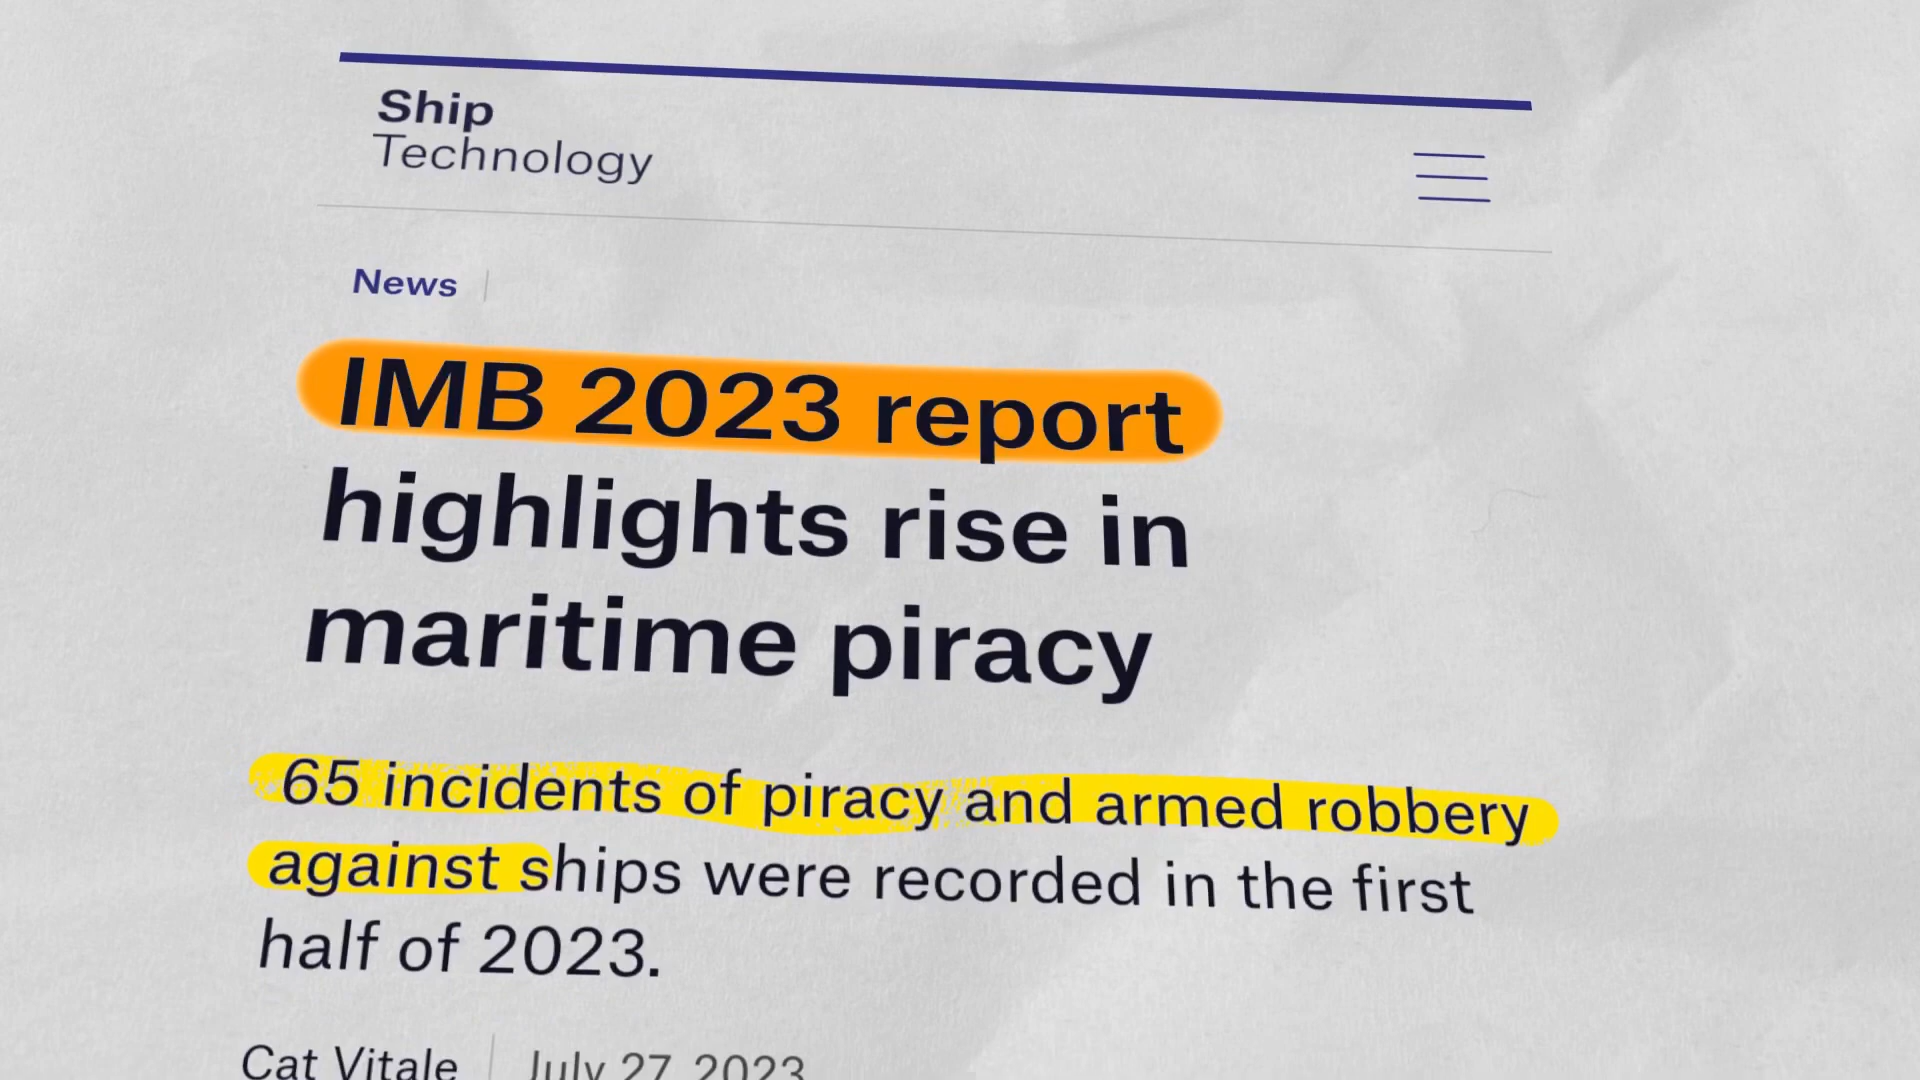 Ship
Technology
News
IMB 2023 report
highlights rise in
maritime piracy
65 incidents of piracy and armed robbery
against ships were recorded in the first
half of 2023.
Cat Vitale
July 27, 2023